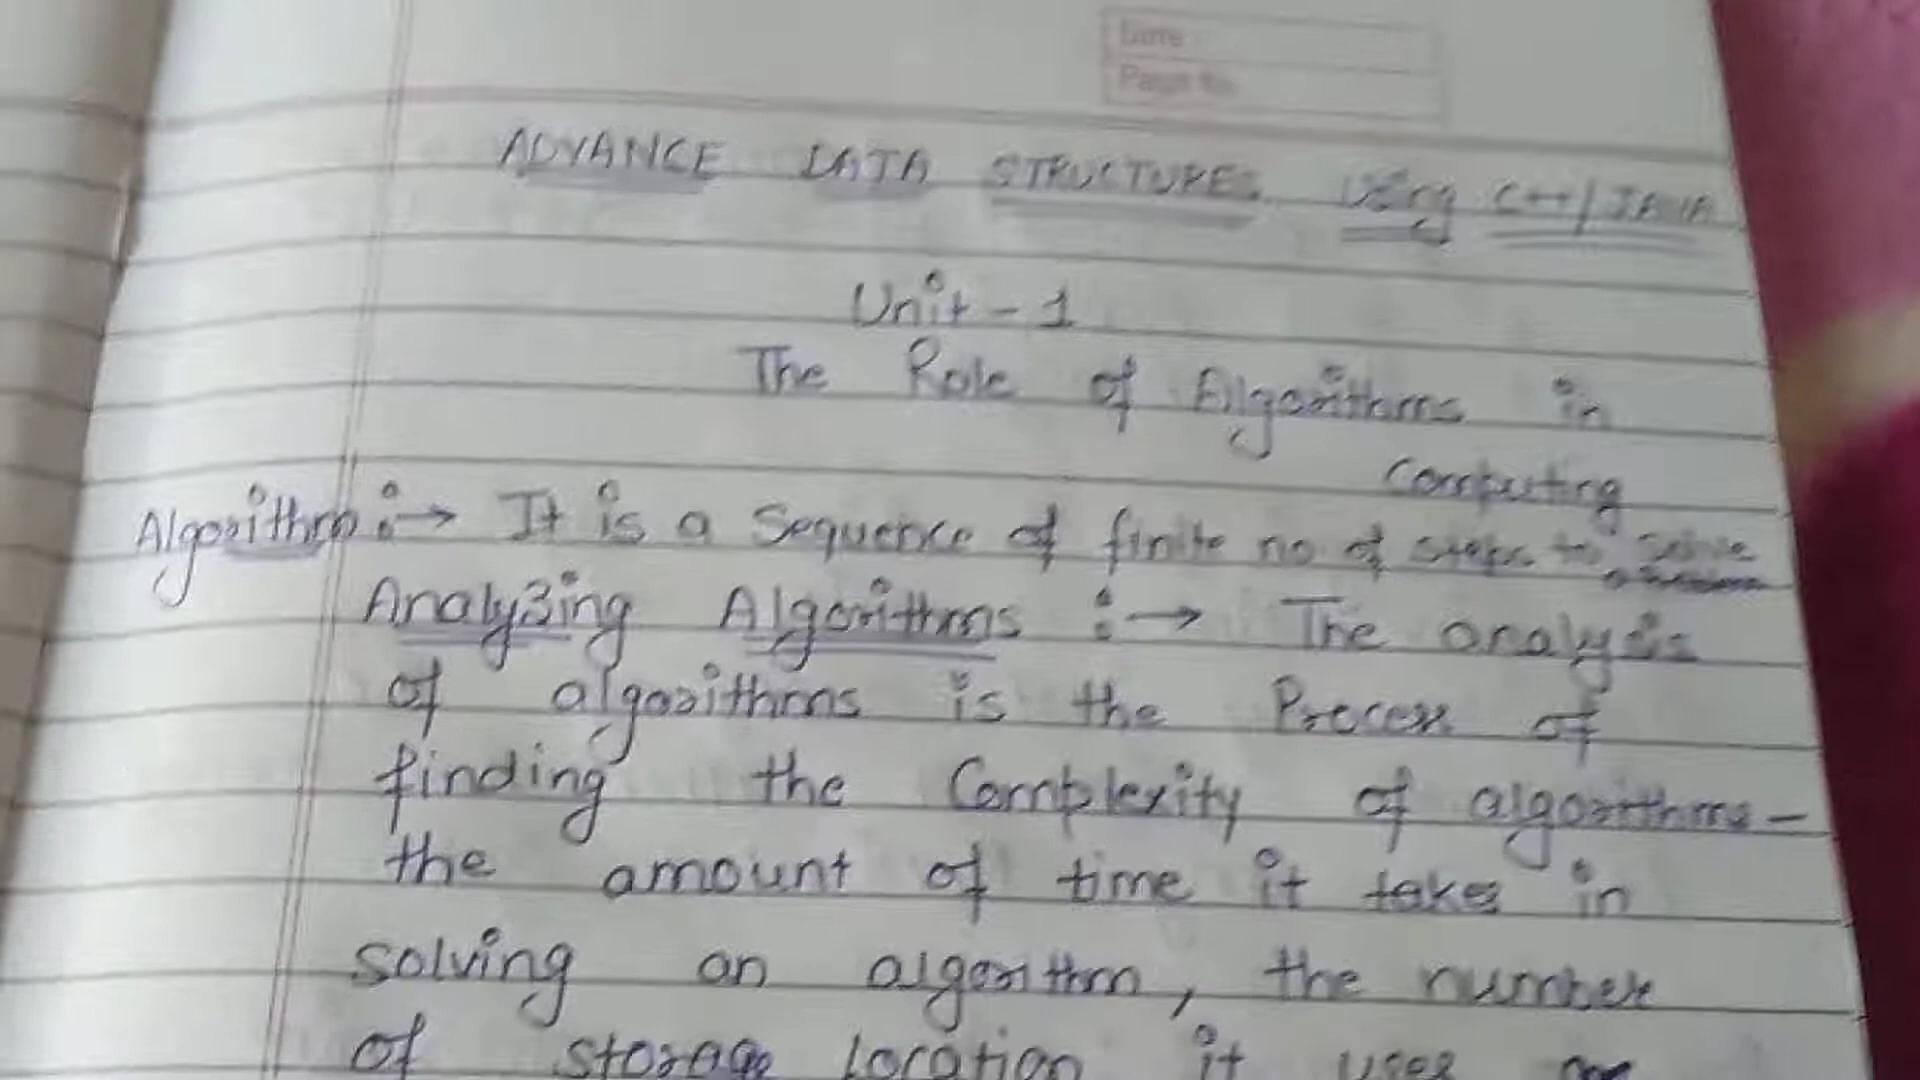 Date
Page No.
ADVANCE DATA STRUCTURES Using C++/JAVA
Unit - 1
The Role of Algorithms in
Computing
Algorithm :→ It is a Sequence of finite no of steps to solve
Analyzing Algorithms :→ The analysis
of algorithms is the Process of
finding the Complexity of algorithms -
the amount of time it takes in
solving an algorithm, the number
of storage location it uses